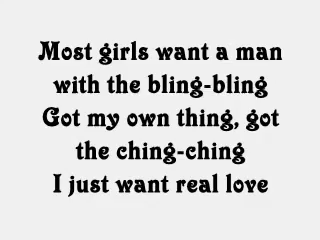 Most girls want a man
with the bling-bling
Got my own thing, got
the ching-ching
I just want real love